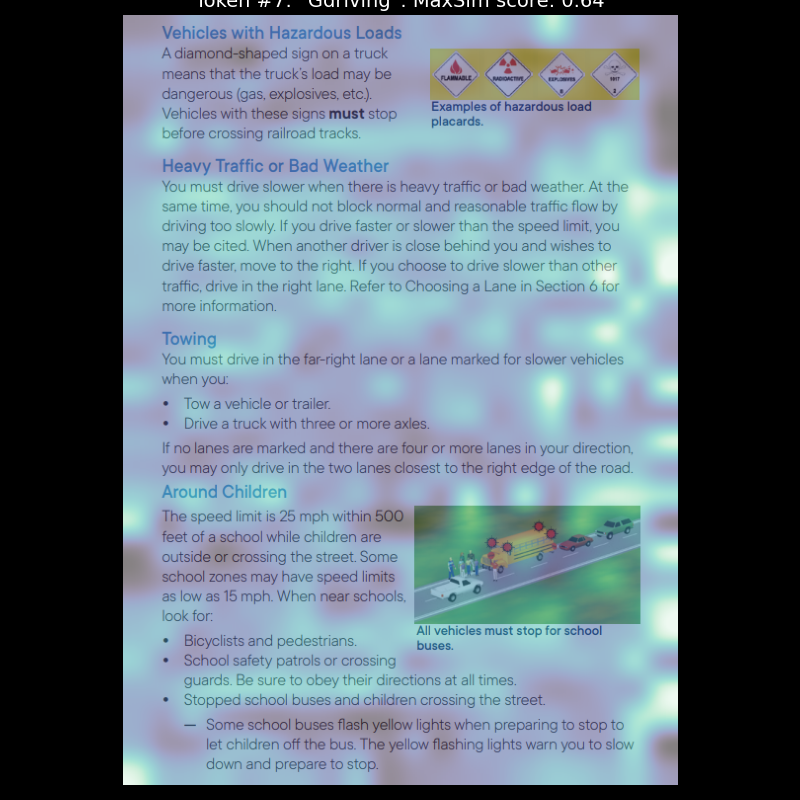 Token #7: "Gdriving". MaxSim score: 0.64
Vehicles with Hazardous Loads
A diamond-shaped sign on a truck
means that the truck's load may be
dangerous (gas, explosives, etc.).
Vehicles with these signs must stop
before crossing railroad tracks.
FLAMMABLE
RADIOACTIVE
EXPLOSIVES
1017
2
Examples of hazardous load
placards.
Heavy Traffic or Bad Weather
You must drive slower when there is heavy traffic or bad weather. At the
same time, you should not block normal and reasonable traffic flow by
driving too slowly. If you drive faster or slower than the speed limit, you
may be cited. When another driver is close behind you and wishes to
drive faster, move to the right. If you choose to drive slower than other
traffic, drive in the right lane. Refer to Choosing a Lane in Section 6 for
more information.
Towing
You must drive in the far-right lane or a lane marked for slower vehicles
when you:
• Tow a vehicle or trailer.
• Drive a truck with three or more axles.
If no lanes are marked and there are four or more lanes in your direction,
you may only drive in the two lanes closest to the right edge of the road.
Around Children
The speed limit is 25 mph within 500
feet of a school while children are
outside or crossing the street. Some
school zones may have speed limits
as low as 15 mph. When near schools,
look for:
All vehicles must stop for school
buses.
• Bicyclists and pedestrians.
• School safety patrols or crossing
guards. Be sure to obey their directions at all times.
• Stopped school buses and children crossing the street.
— Some school buses flash yellow lights when preparing to stop to
let children off the bus. The yellow flashing lights warn you to slow
down and prepare to stop.